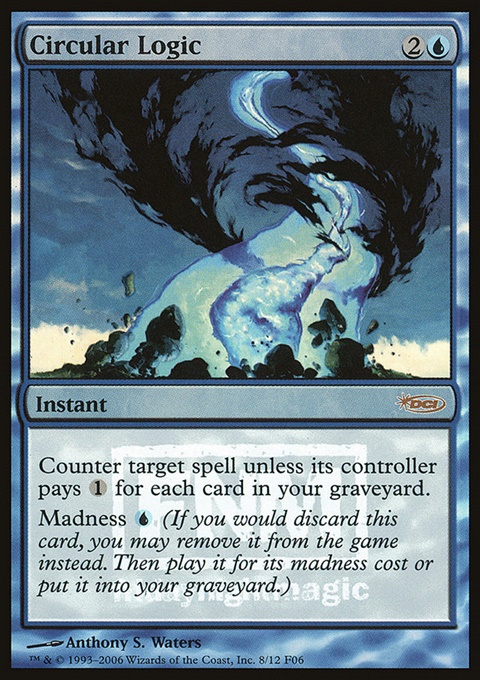 Circular Logic 2
DCI
Instant
Counter target spell unless its controller
pays 1 for each card in your graveyard.
Madness (If you would discard this
card, you may remove it from the game
instead. Then play it for its madness cost or
put it into your graveyard.)
FNM
fridaynightmagic
Anthony S. Waters
™ & © 1993–2006 Wizards of the Coast, Inc. 8/12 F06